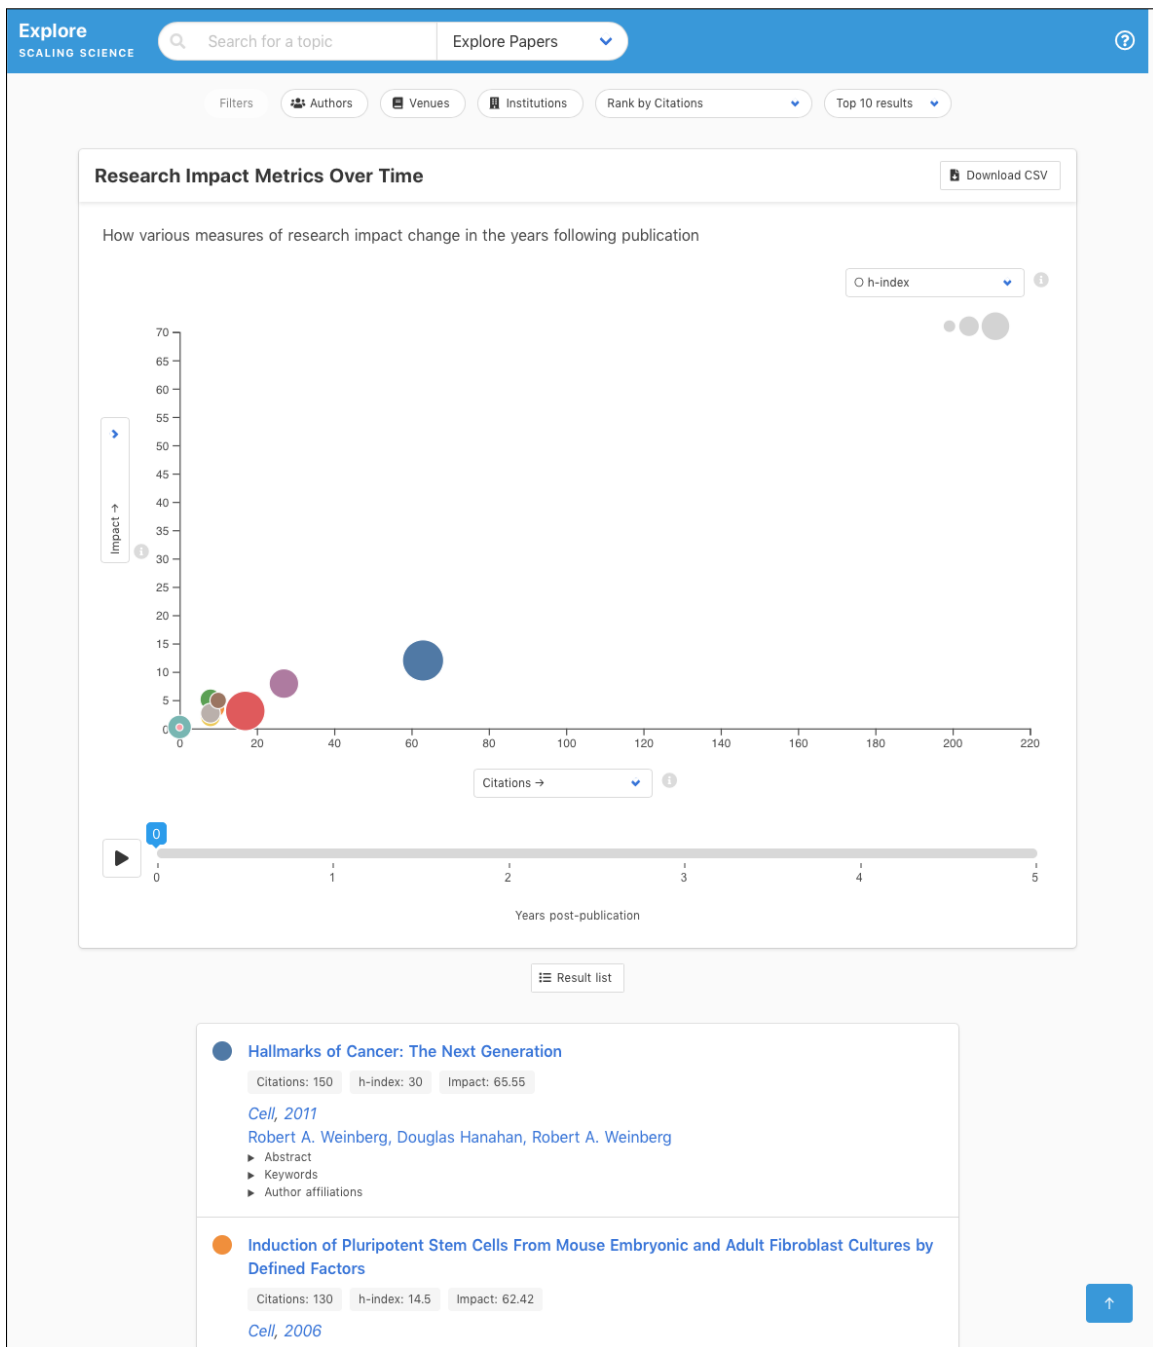 Explore
SCALING SCIENCE
Search for a topic
Explore Papers
Filters
Authors
Venues
Institutions
Rank by Citations
Top 10 results
Research Impact Metrics Over Time
Download CSV
How various measures of research impact change in the years following publication
h-index
70
65
60
55
50
45
40
35
30
25
20
15
10
5
0
Impact →
0 20 40 60 80 100 120 140 160 180 200 220
Citations →
0
0 1 2 3 4 5
Years post-publication
Result list
Hallmarks of Cancer: The Next Generation
Citations: 150 h-index: 30 Impact: 65.55
Cell, 2011
Robert A. Weinberg, Douglas Hanahan, Robert A. Weinberg
Abstract
Keywords
Author affiliations
Induction of Pluripotent Stem Cells From Mouse Embryonic and Adult Fibroblast Cultures by
Defined Factors
Citations: 130 h-index: 14.5 Impact: 62.42
Cell, 2006